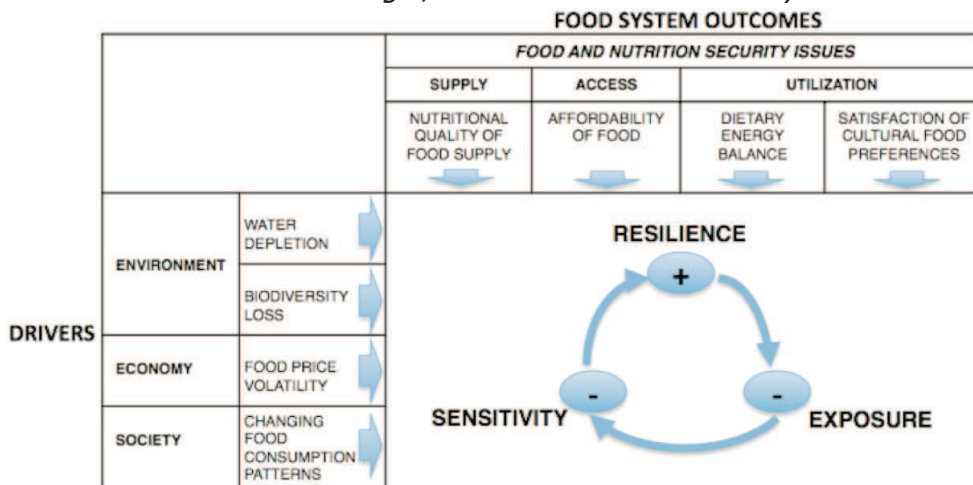 FOOD SYSTEM OUTCOMES
FOOD AND NUTRITION SECURITY ISSUES
SUPPLY
ACCESS
UTILIZATION
NUTRITIONAL
QUALITY OF
FOOD SUPPLY
AFFORDABILITY
OF FOOD
DIETARY
ENERGY
BALANCE
SATISFACTION OF
CULTURAL FOOD
PREFERENCES
DRIVERS
ENVIRONMENT
WATER
DEPLETION
BIODIVERSITY
LOSS
ECONOMY
FOOD PRICE
VOLATILITY
SOCIETY
CHANGING
FOOD
CONSUMPTION
PATTERNS
RESILIENCE
+
SENSITIVITY
-
-
EXPOSURE